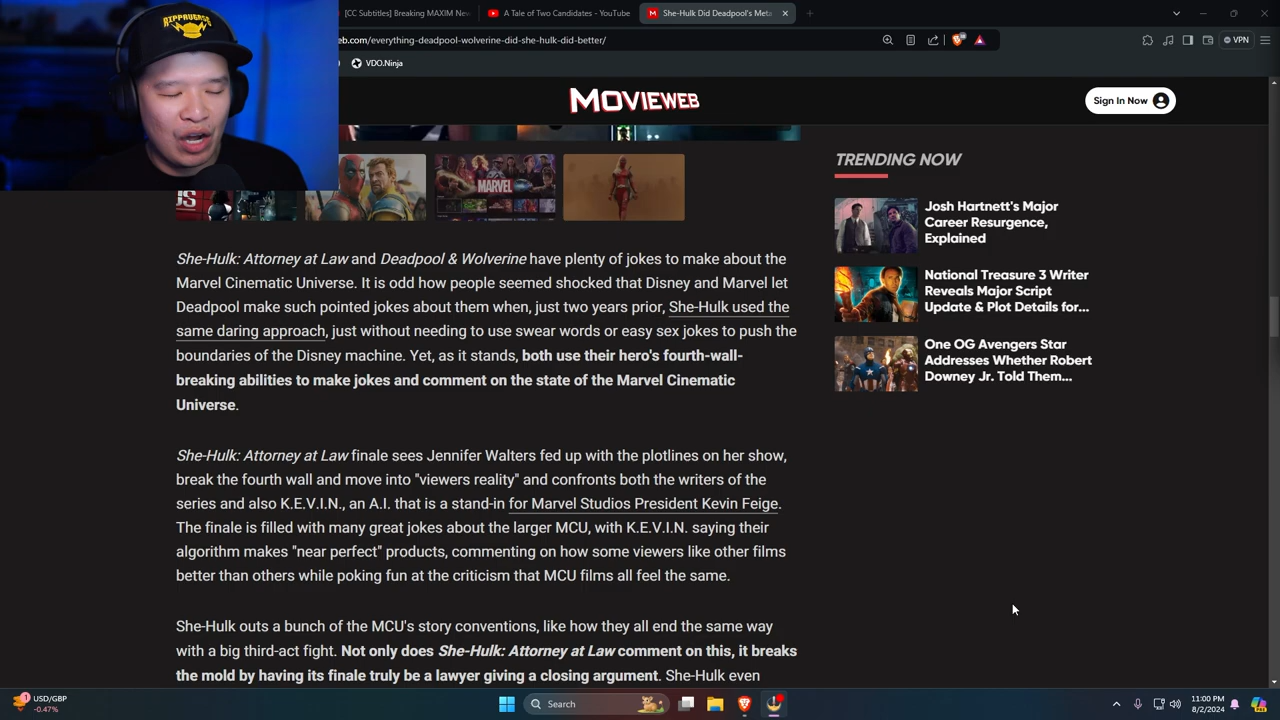 RIPPAVERSE
[CC Subtitles] Breaking MAXIM Nev
A Tale of Two Candidates - YouTube
She-Hulk Did Deadpool's Meta
eb.com/everything-deadpool-wolverine-did-she-hulk-did-better/
VPN
VDO.Ninja
MOVIEWEB
Sign In Now
MARVEL
US
TRENDING NOW
Josh Hartnett's Major
Career Resurgence,
Explained
National Treasure 3 Writer
Reveals Major Script
Update & Plot Details for...
One OG Avengers Star
Addresses Whether Robert
Downey Jr. Told Them...
She-Hulk: Attorney at Law and Deadpool & Wolverine have plenty of jokes to make about the
Marvel Cinematic Universe. It is odd how people seemed shocked that Disney and Marvel let
Deadpool make such pointed jokes about them when, just two years prior, She-Hulk used the
same daring approach, just without needing to use swear words or easy sex jokes to push the
boundaries of the Disney machine. Yet, as it stands, both use their hero's fourth-wall-
breaking abilities to make jokes and comment on the state of the Marvel Cinematic
Universe.
She-Hulk: Attorney at Law finale sees Jennifer Walters fed up with the plotlines on her show,
break the fourth wall and move into "viewers reality" and confronts both the writers of the
series and also K.E.V.I.N., an A.I. that is a stand-in for Marvel Studios President Kevin Feige.
The finale is filled with many great jokes about the larger MCU, with K.E.V.I.N. saying their
algorithm makes "near perfect" products, commenting on how some viewers like other films
better than others while poking fun at the criticism that MCU films all feel the same.
She-Hulk outs a bunch of the MCU's story conventions, like how they all end the same way
with a big third-act fight. Not only does She-Hulk: Attorney at Law comment on this, it breaks
the mold by having its finale truly be a lawyer giving a closing argument. She-Hulk even
1
USD/GBP
-0.47%
Search
11:00 PM
8/2/2024